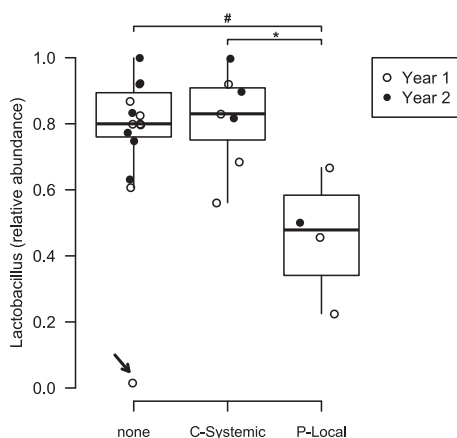 #
*
Year 1
Year 2
Lactobacillus (relative abundance)
1.0
0.8
0.6
0.4
0.2
0.0
none C-Systemic P-Local